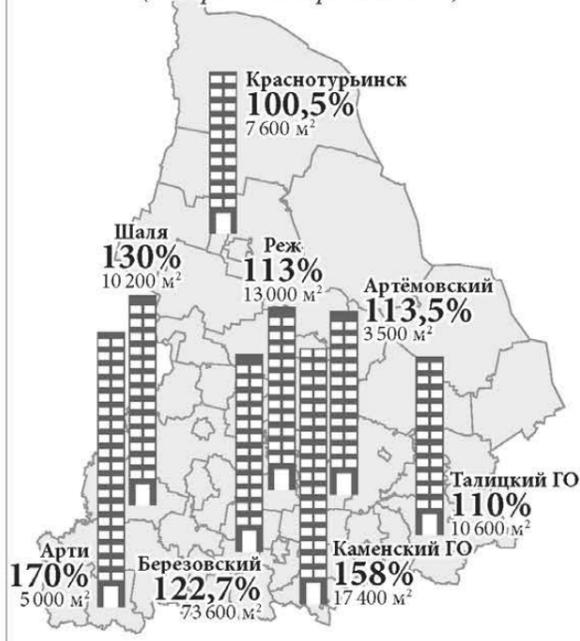 Краснотурьинск
100,5%
7 600 м²
Шаля
130%
10 200 м²
Реж
113%
13 000 м²
Артёмовский
113,5%
3 500 м²
Талицкий ГО
110%
10 600 м²
Арти
170%
5 000 м²
Березовский
122,7%
73 600 м²
Каменский ГО
158%
17 400 м²